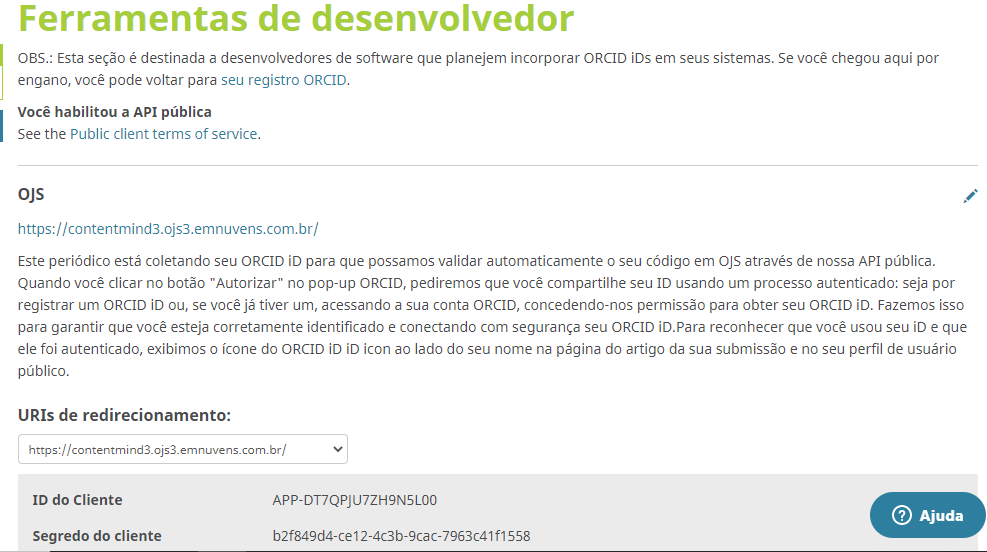 Ferramentas de desenvolvedor
OBS.: Esta seção é destinada a desenvolvedores de software que planejem incorporar ORCID iDs em seus sistemas. Se você chegou aqui por
engano, você pode voltar para seu registro ORCID.
Você habilitou a API pública
See the Public client terms of service.
OJS
https://contentmind3.ojs3.emnuvens.com.br/
Este periódico está coletando seu ORCID iD para que possamos validar automaticamente o seu código em OJS através de nossa API pública.
Quando você clicar no botão "Autorizar" no pop-up ORCID, pediremos que você compartilhe seu ID usando um processo autenticado: seja por
registrar um ORCID iD ou, se você já tiver um, acessando a sua conta ORCID, concedendo-nos permissão para obter seu ORCID iD. Fazemos isso
para garantir que você esteja corretamente identificado e conectando com segurança seu ORCID iD.Para reconhecer que você usou seu iD e que
ele foi autenticado, exibimos o ícone do ORCID iD iD icon ao lado do seu nome na página do artigo da sua submissão e no seu perfil de usuário
público.
URIs de redirecionamento:
https://contentmind3.ojs3.emnuvens.com.br/
ID do Cliente APP-DT7QPJU7ZH9N5L00
Segredo do cliente b2f849d4-ce12-4c3b-9cac-7963c41f1558
Ajuda